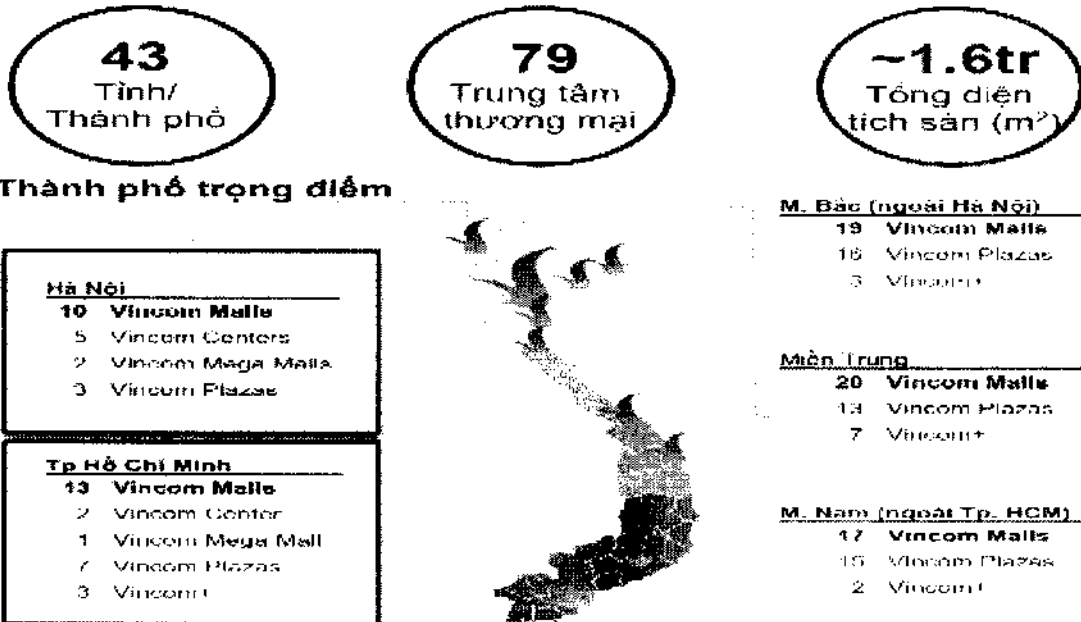 43
Tỉnh/
Thành phố
79
Trung tâm
thương mại
~1.6tr
Tổng diện
tích sàn (m²)
Thành phố trọng điểm
Hà Nội
10 Vincom Malls
5 Vincom Centers
2 Vincom Mega Malls
3 Vincom Plazas
Tp Hồ Chí Minh
13 Vincom Malls
2 Vincom Center
1 Vincom Mega Mall
7 Vincom Plazas
3 Vincom+
M. Bắc (ngoài Hà Nội)
19 Vincom Malls
16 Vincom Plazas
3 Vincom+
Miền Trung
20 Vincom Malls
13 Vincom Plazas
7 Vincom+
M. Nam (ngoài Tp. HCM)
17 Vincom Malls
15 Vincom Plazas
2 Vincom+